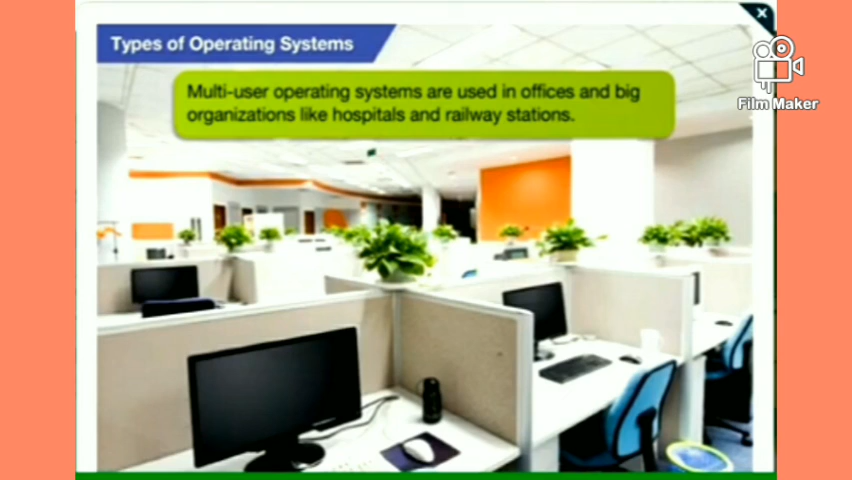 Types of Operating Systems
Multi-user operating systems are used in offices and big
organizations like hospitals and railway stations.
Film Maker